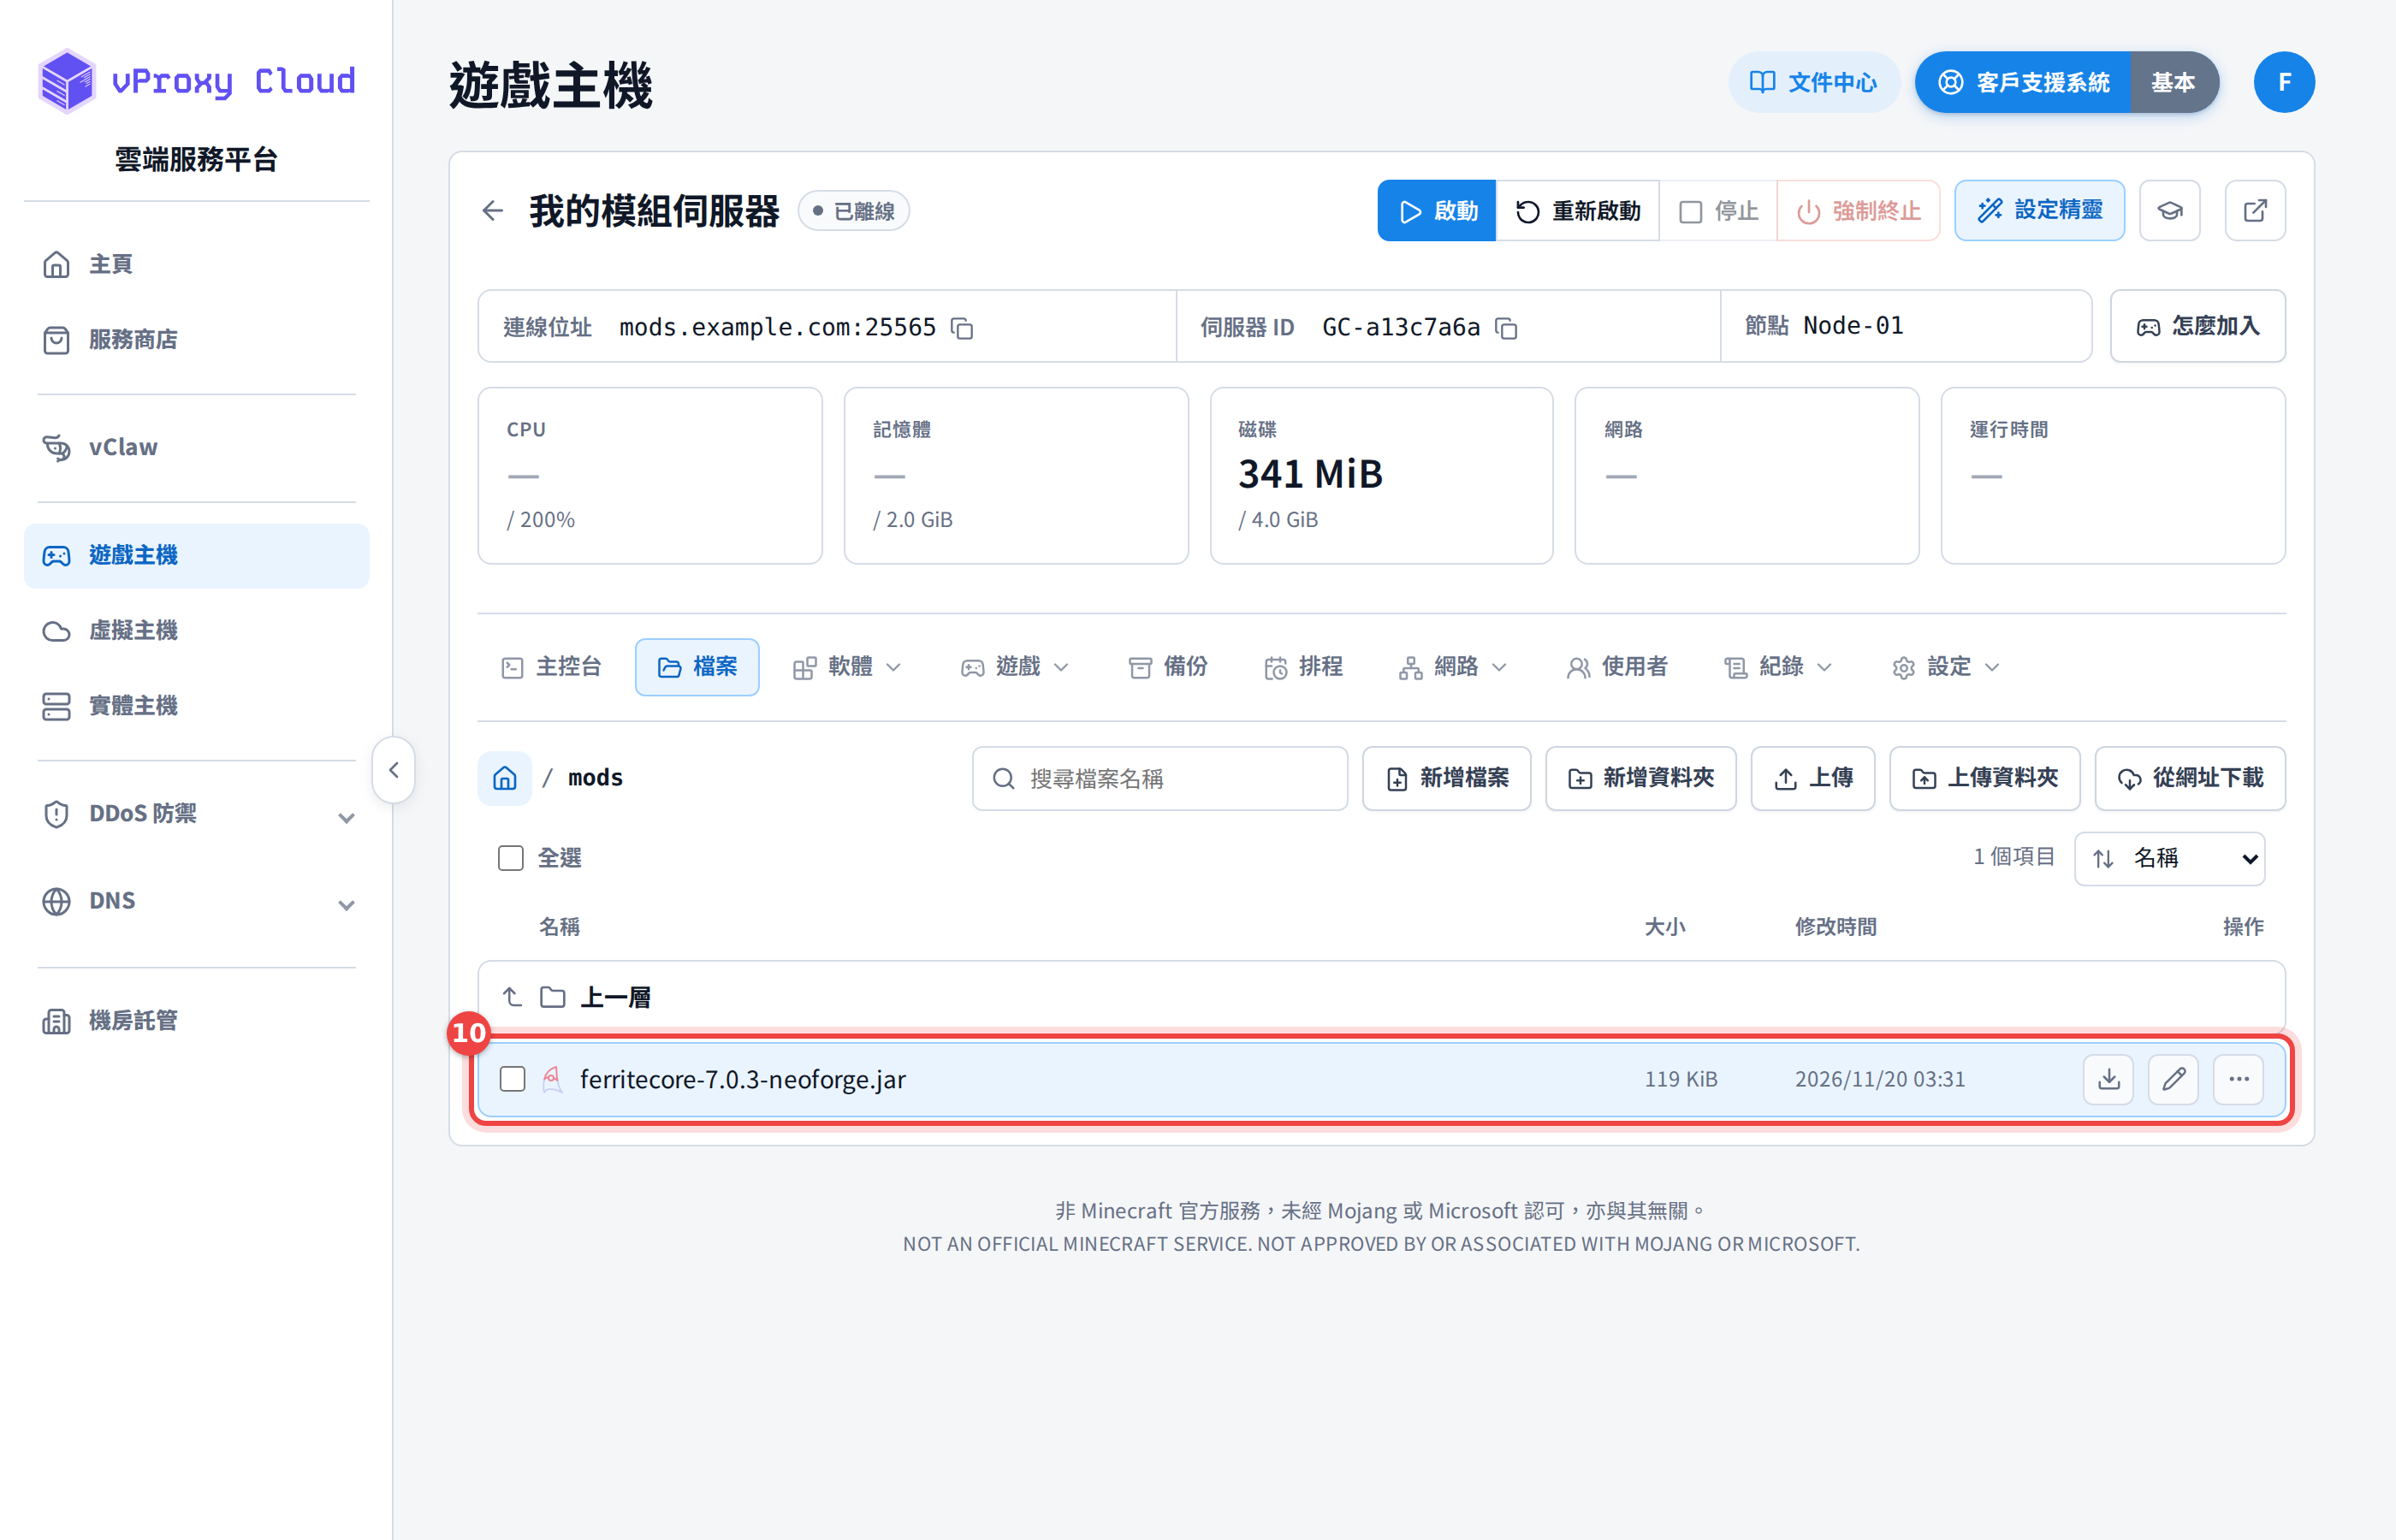 vProxy Cloud
雲端服務平台
主頁
服務商店
vClaw
遊戲主機
虛擬主機
實體主機
DDoS 防禦
DNS
機房託管
遊戲主機
文件中心
客戶支援系統 基本
F
我的模組伺服器 已離線
啟動 重新啟動 停止 強制終止 設定精靈
連線位址 mods.example.com:25565 伺服器 ID GC-a13c7a6a 節點 Node-01 怎麼加入
CPU
—
/ 200%
記憶體
—
/ 2.0 GiB
磁碟
341 MiB
/ 4.0 GiB
網路
—
運行時間
—
主控台 檔案 軟體 遊戲 備份 排程 網路 使用者 紀錄 設定
/ mods 搜尋檔案名稱 新增檔案 新增資料夾 上傳 上傳資料夾 從網址下載
全選 1 個項目 名稱
名稱 大小 修改時間 操作
上一層
10
ferritecore-7.0.3-neoforge.jar 119 KiB 2026/11/20 03:31
非 Minecraft 官方服務，未經 Mojang 或 Microsoft 認可，亦與其無關。
NOT AN OFFICIAL MINECRAFT SERVICE. NOT APPROVED BY OR ASSOCIATED WITH MOJANG OR MICROSOFT.